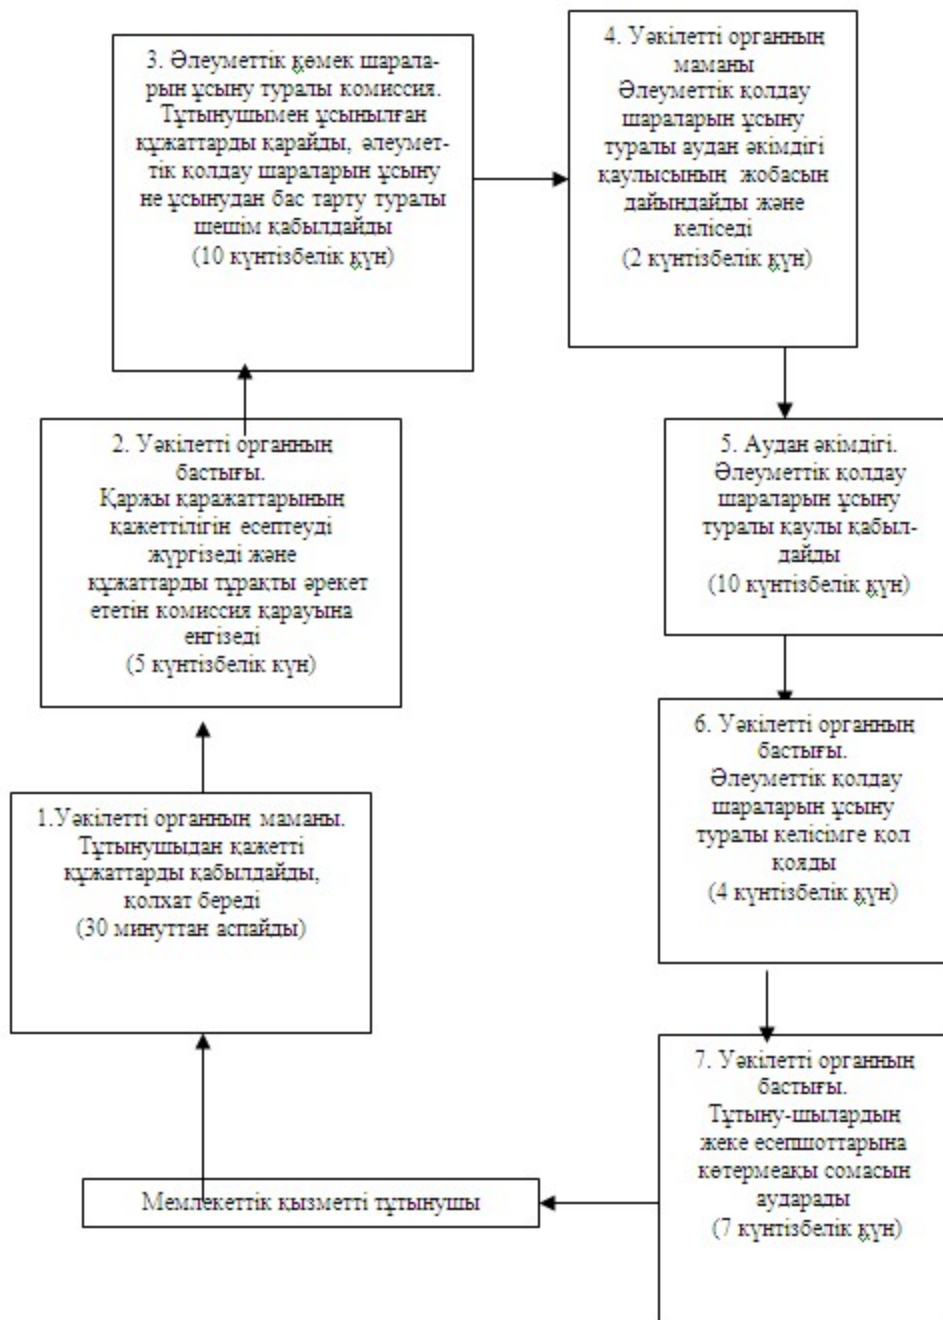 3. Әлеуметтік көмек шарала-
рын ұсыну туралы комиссия.
Тұтынушымен ұсынылған
құжаттарды қарайды, әлеумет-
тік қолдау шараларын ұсыну
не ұсынудан бас тарту туралы
шешім қабылдайды
(10 күнтізбелік күн)
4. Уәкілетті органның
маманы
Әлеуметтік қолдау
шараларын ұсыну
туралы аудан әкімдігі
қаулысының жобасын
дайындайды және
келіседі
(2 күнтізбелік күн)
2. Уәкілетті органның
бастығы.
Қаржы қаражаттарының
қажеттілігін есептеуді
жүргізеді және
құжаттарды тұрақты әрекет
ететін комиссия қарауына
енгізеді
(5 күнтізбелік күн)
5. Аудан әкімдігі.
Әлеуметтік қолдау
шараларын ұсыну
туралы қаулы қабыл-
дайды
(10 күнтізбелік күн)
6. Уәкілетті органның
бастығы.
Әлеуметтік қолдау
шараларын ұсыну
туралы келісімге қол
қояды
(4 күнтізбелік күн)
1.Уәкілетті органның маманы.
Тұтынушыдан қажетті
құжаттарды қабылдайды,
қолхат береді
(30 минуттан аспайды)
7. Уәкілетті органның
бастығы.
Тұтыну-шылардың
жеке есепшоттарына
көтермеақы сомасын
аударады
(7 күнтізбелік күн)
Мемлекеттік қызметті тұтынушы